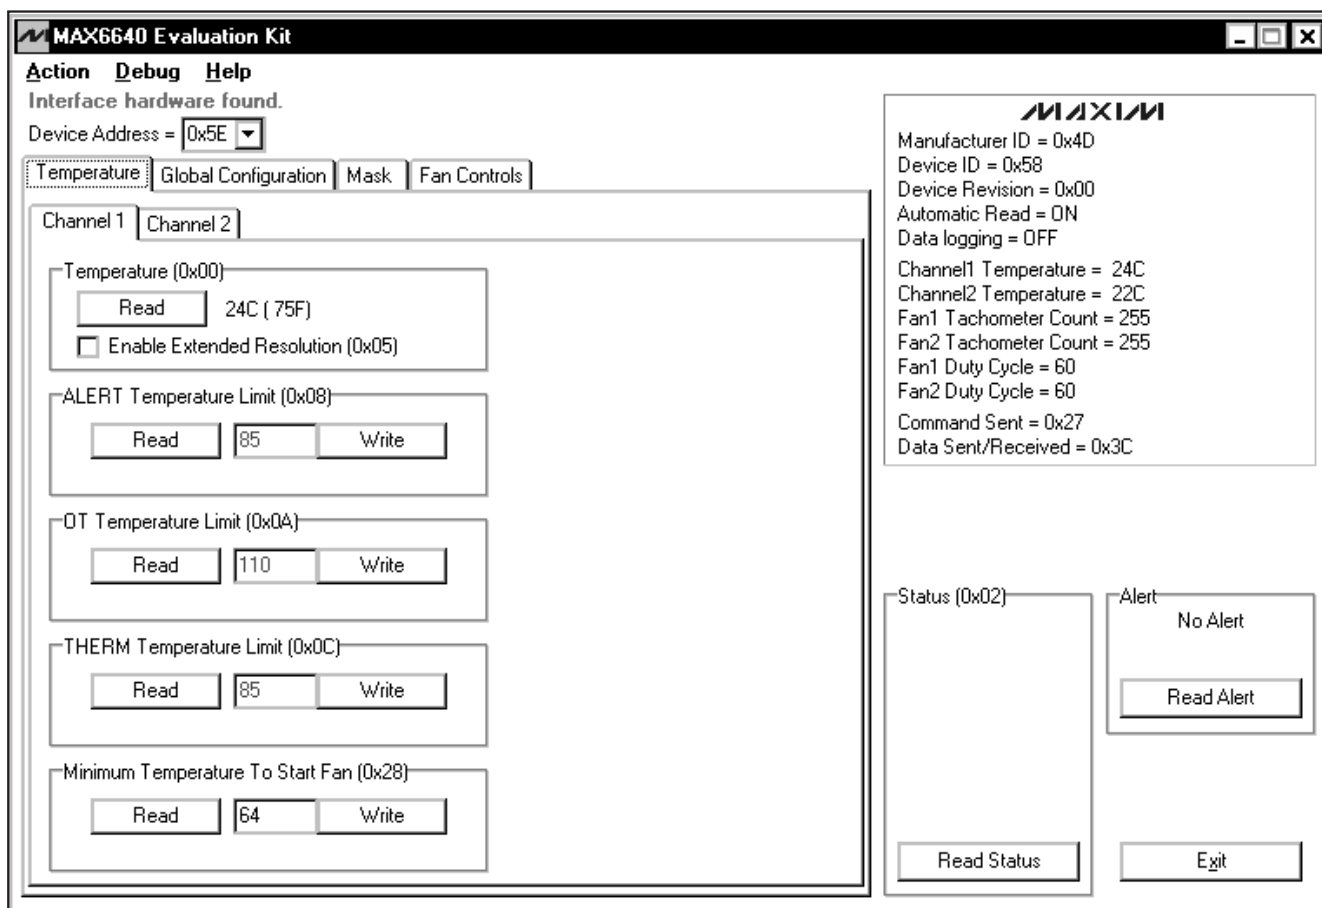 MAX6640 Evaluation Kit
Action Debug Help
Interface hardware found.
Device Address = 0x5E
Temperature Global Configuration Mask Fan Controls
Channel 1 Channel 2
Temperature (0x00)
Read 24C ( 75F)
Enable Extended Resolution (0x05)
ALERT Temperature Limit (0x08)
Read 85 Write
OT Temperature Limit (0x0A)
Read 110 Write
THERM Temperature Limit (0x0C)
Read 85 Write
Minimum Temperature To Start Fan (0x28)
Read 64 Write
MAXIM
Manufacturer ID = 0x4D
Device ID = 0x58
Device Revision = 0x00
Automatic Read = ON
Data logging = OFF
Channel1 Temperature = 24C
Channel2 Temperature = 22C
Fan1 Tachometer Count = 255
Fan2 Tachometer Count = 255
Fan1 Duty Cycle = 60
Fan2 Duty Cycle = 60
Command Sent = 0x27
Data Sent/Received = 0x3C
Status (0x02)
Read Status
Alert
No Alert
Read Alert
Exit